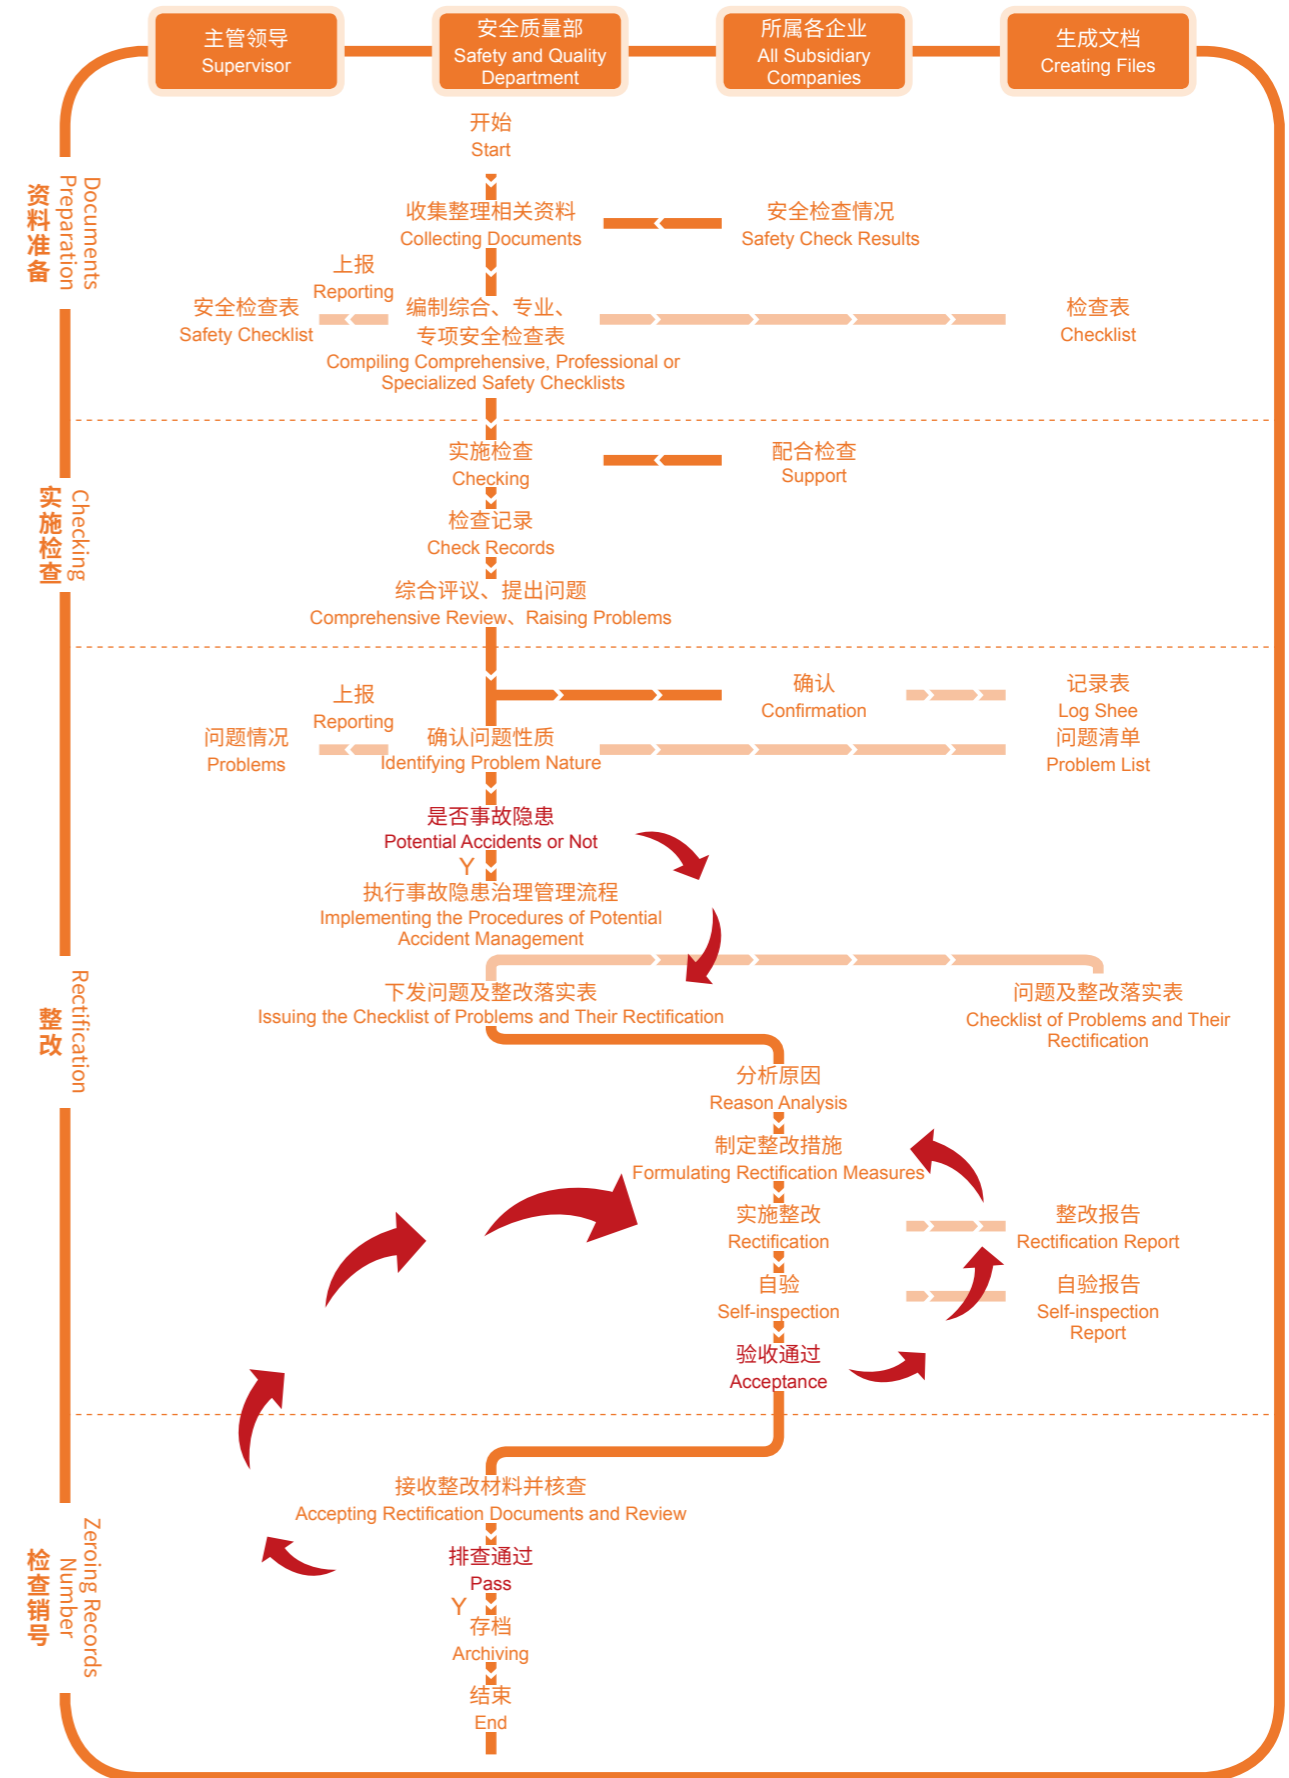 主管领导
Supervisor
安全质量部
Safety and Quality
Department
所属各企业
All Subsidiary
Companies
生成文档
Creating Files
资料准备
Documents
Preparation
开始
Start
收集整理相关资料
Collecting Documents
安全检查情况
Safety Check Results
上报
Reporting
安全检查表
Safety Checklist
编制综合、专业、
专项安全检查表
Compiling Comprehensive, Professional or
Specialized Safety Checklists
检查表
Checklist
实施检查
Checking
实施检查
Checking
配合检查
Support
检查记录
Check Records
综合评议、提出问题
Comprehensive Review、Raising Problems
整改
Rectification
确认
Confirmation
记录表
Log Shee
上报
Reporting
问题情况
Problems
确认问题性质
Identifying Problem Nature
问题清单
Problem List
是否事故隐患
Potential Accidents or Not
Y
执行事故隐患治理管理流程
Implementing the Procedures of Potential
Accident Management
下发问题及整改落实表
Issuing the Checklist of Problems and Their Rectification
问题及整改落实表
Checklist of Problems and Their
Rectification
分析原因
Reason Analysis
制定整改措施
Formulating Rectification Measures
实施整改
Rectification
整改报告
Rectification Report
自验
Self-inspection
自验报告
Self-inspection
Report
验收通过
Acceptance
检查销号
Zeroing Records
Number
接收整改材料并核查
Accepting Rectification Documents and Review
排查通过
Pass
Y
存档
Archiving
结束
End